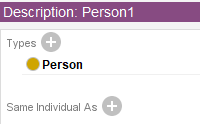 Description: Person1
Types
Person
Same Individual As